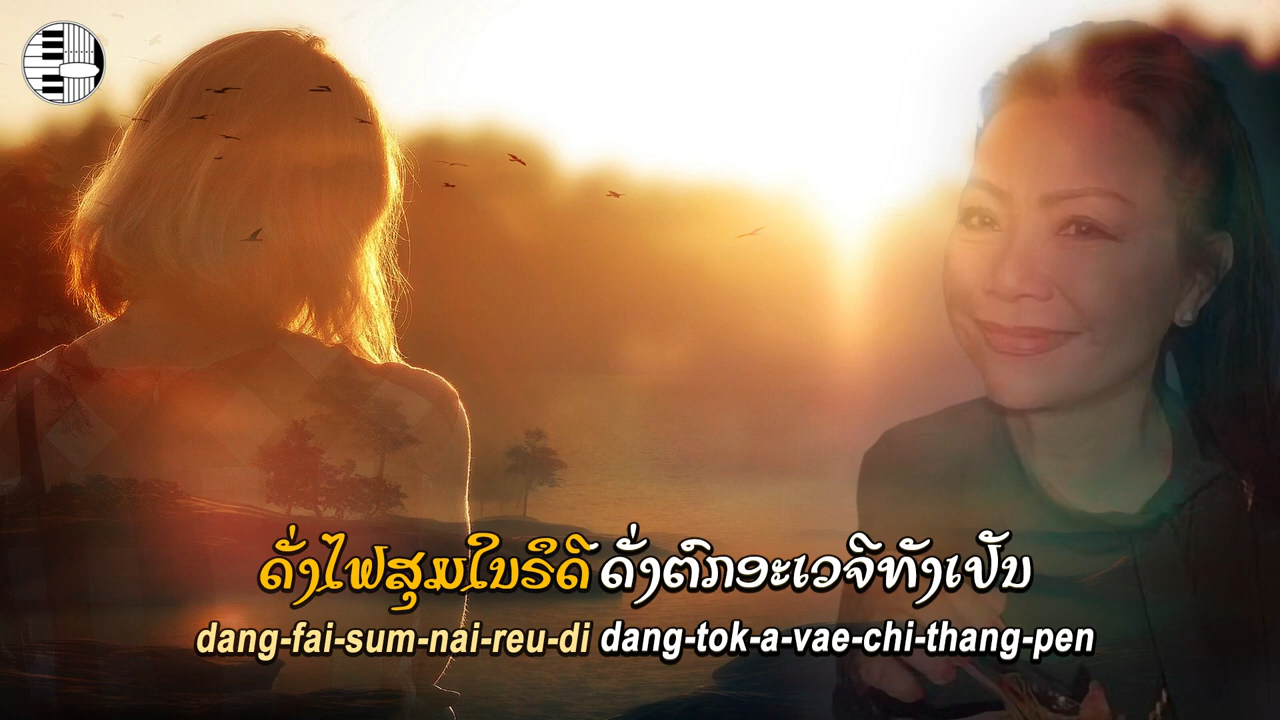 ດັ່ງໄຟສຸມໃນຣຶດີ ດັ່ງຕົກອະເວຈີທັງເປັນ
dang-fai-sum-nai-reu-di dang-tok-a-vae-chi-thang-pen